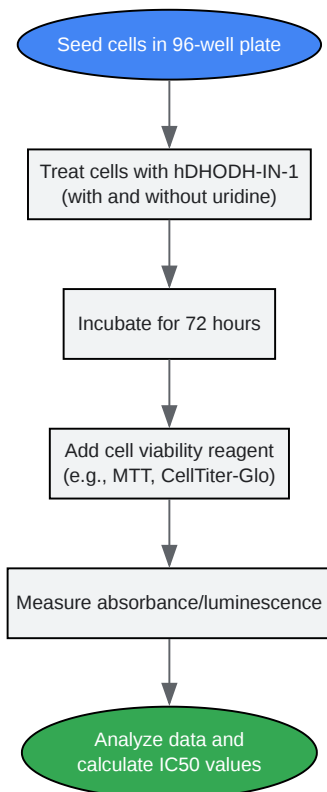 Seed cells in 96-well plate
Treat cells with hDHODH-IN-1
(with and without uridine)
Incubate for 72 hours
Add cell viability reagent
(e.g., MTT, CellTiter-Glo)
Measure absorbance/luminescence
Analyze data and
calculate IC50 values